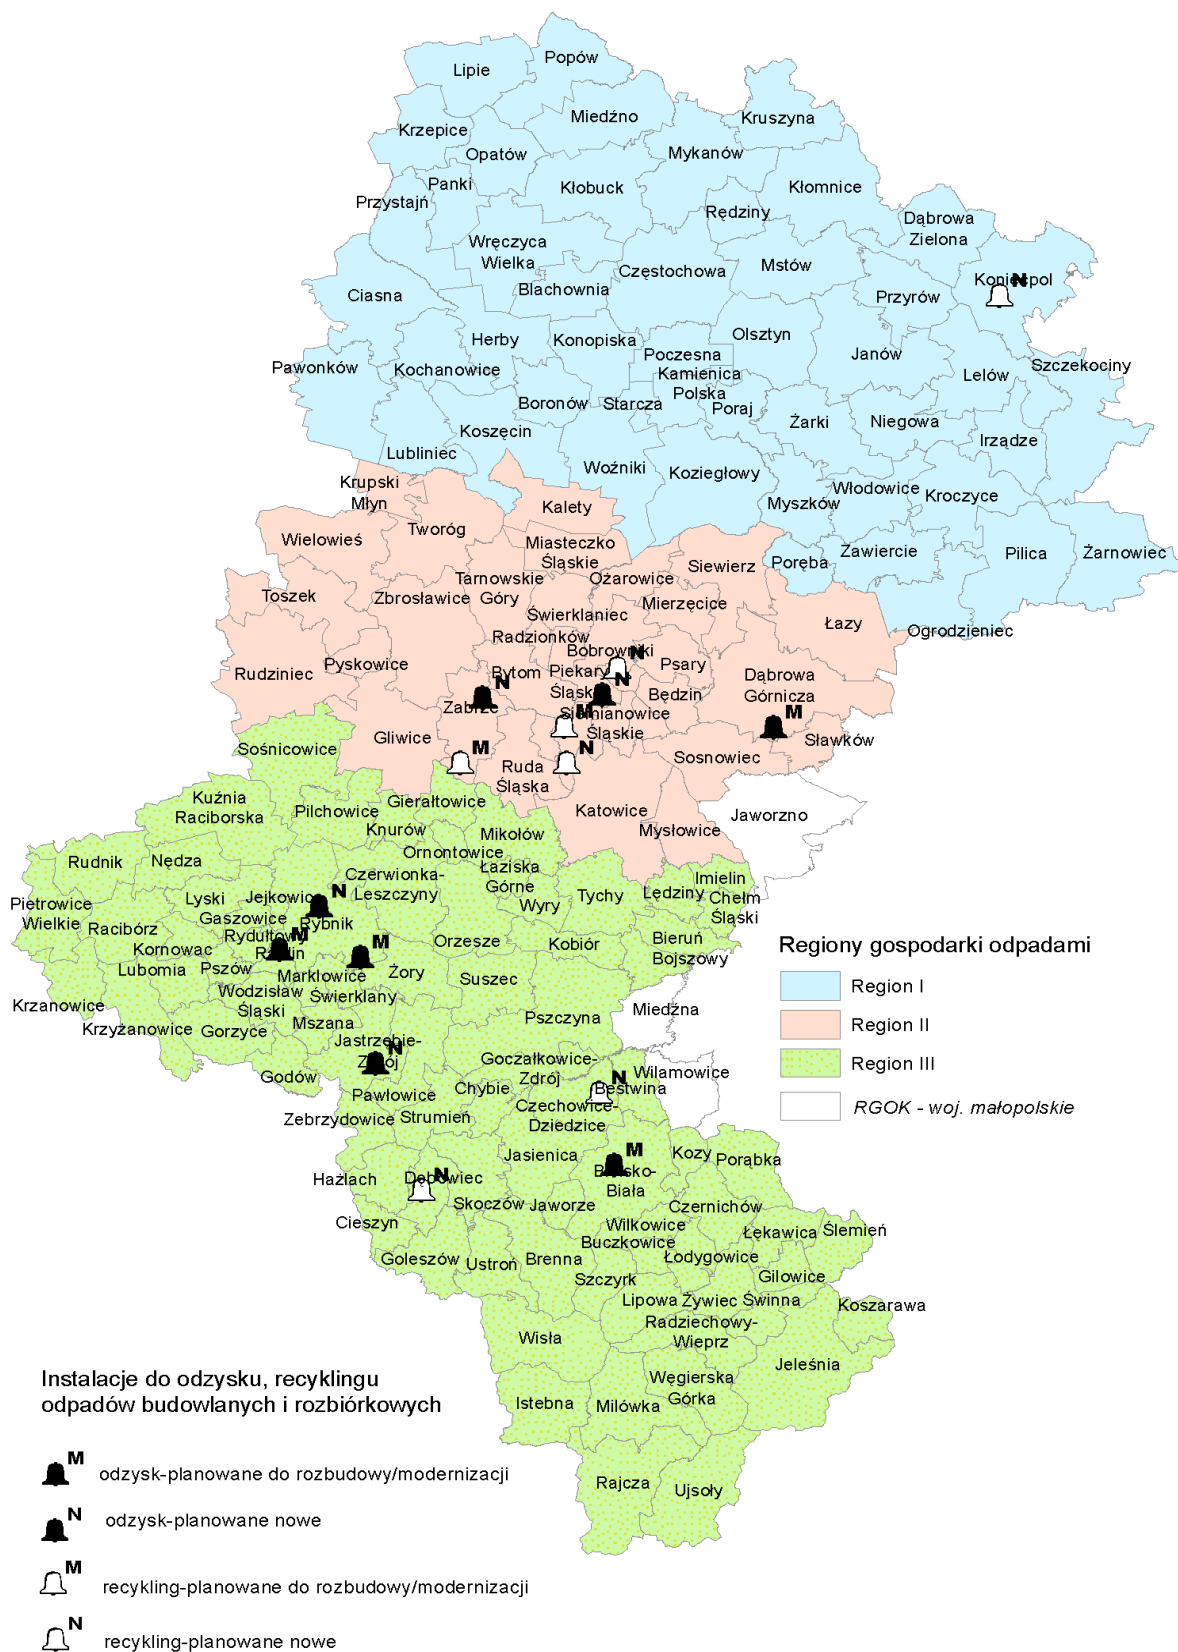 Lipie
Popów
Krzepice
Miedźno
Kruszyna
Opatów
Mykanów
Panki
Kłobuck
Kłomnice
Przystajń
Rędziny
Dąbrowa
Zielona
Wręczyca
Wielka
Częstochowa
Mstów
Koniecpol
N
Ciasna
Blachownia
Przyrów
Herby
Konopiska
Olsztyn
Janów
Poczesna
Pawonków
Kochanowice
Kamienica
Polska
Lelów
Szczekociny
Boronów
Starcza
Poraj
Żarki
Niegowa
Irządze
Koszęcin
Lubliniec
Woźniki
Koziegłowy
Krupski
Młyn
Kalety
Myszków
Włodowice
Kroczyce
Tworóg
Wielowieś
Miasteczko
Śląskie
Zawiercie
Pilica
Żarnowiec
Poręba
Siewierz
Tarnowskie
Góry
Ożarowice
Toszek
Zbrosławice
Mierzęcice
Świerklaniec
Łazy
Ogrodzieniec
Radzionków
Bobrowniki
N
Rudziniec
Pyskowice
Bytom
N
Piekary
Śląskie
N
Psary
Dąbrowa
Górnicza
M
Zabrze
Będzin
Siemianowice
Śląskie
M
Gliwice
M
Sławków
Sośnicowice
Ruda
Śląska
N
Sosnowiec
Kuźnia
Raciborska
Pilchowice
Gierałtowice
Katowice
Jaworzno
Knurów
Mikołów
Mysłowice
Ornontowice
Rudnik
Nędza
Czerwionka-
Leszczyny
Łaziska
Górne
Imielin
Lędziny
Chełm
Śląski
Pietrowice
Wielkie
Lyski
Jejkowice
N
Wyry
Tychy
Gaszowice
Rybnik
Racibórz
Rydułtowy
M
Radlin
M
Orzesze
Kobiór
Bieruń
Bojszowy
Kornowac
Lubomia
Pszów
Marklowice
Żory
Suszec
Wodzisław
Śląski
Świerklany
Krzanowice
Krzyżanowice
Gorzyce
Mszana
Pszczyna
Miedźna
Jastrzębie-
Zdrój
N
Godów
Goczałkowice-
Zdrój
Wilamowice
N
Bestwina
Pawłowice
Chybie
Zebrzydowice
Strumień
Czechowice-
Dziedzice
Jasienica
M
Bielsko-
Biała
Kozy
Porąbka
Hażlach
Dębowiec
N
Skoczów
Jaworze
Czernichów
Cieszyn
Wilkowice
Buczkowice
Łękawica
Ślemień
Goleszów
Ustroń
Brenna
Łodygowice
Szczyrk
Gilowice
Lipowa
Żywiec
Świnna
Koszarawa
Radziechowy-
Wieprz
Wisła
Jeleśnia
Węgierska
Górka
Istebna
Milówka
Rajcza
Ujsoły
Regiony gospodarki odpadami
Region I
Region II
Region III
RGOK - woj. małopolskie
Instalacje do odzysku, recyklingu
odpadów budowlanych i rozbiórkowych
M
odzysk-planowane do rozbudowy/modernizacji
N
odzysk-planowane nowe
M
recykling-planowane do rozbudowy/modernizacji
N
recykling-planowane nowe